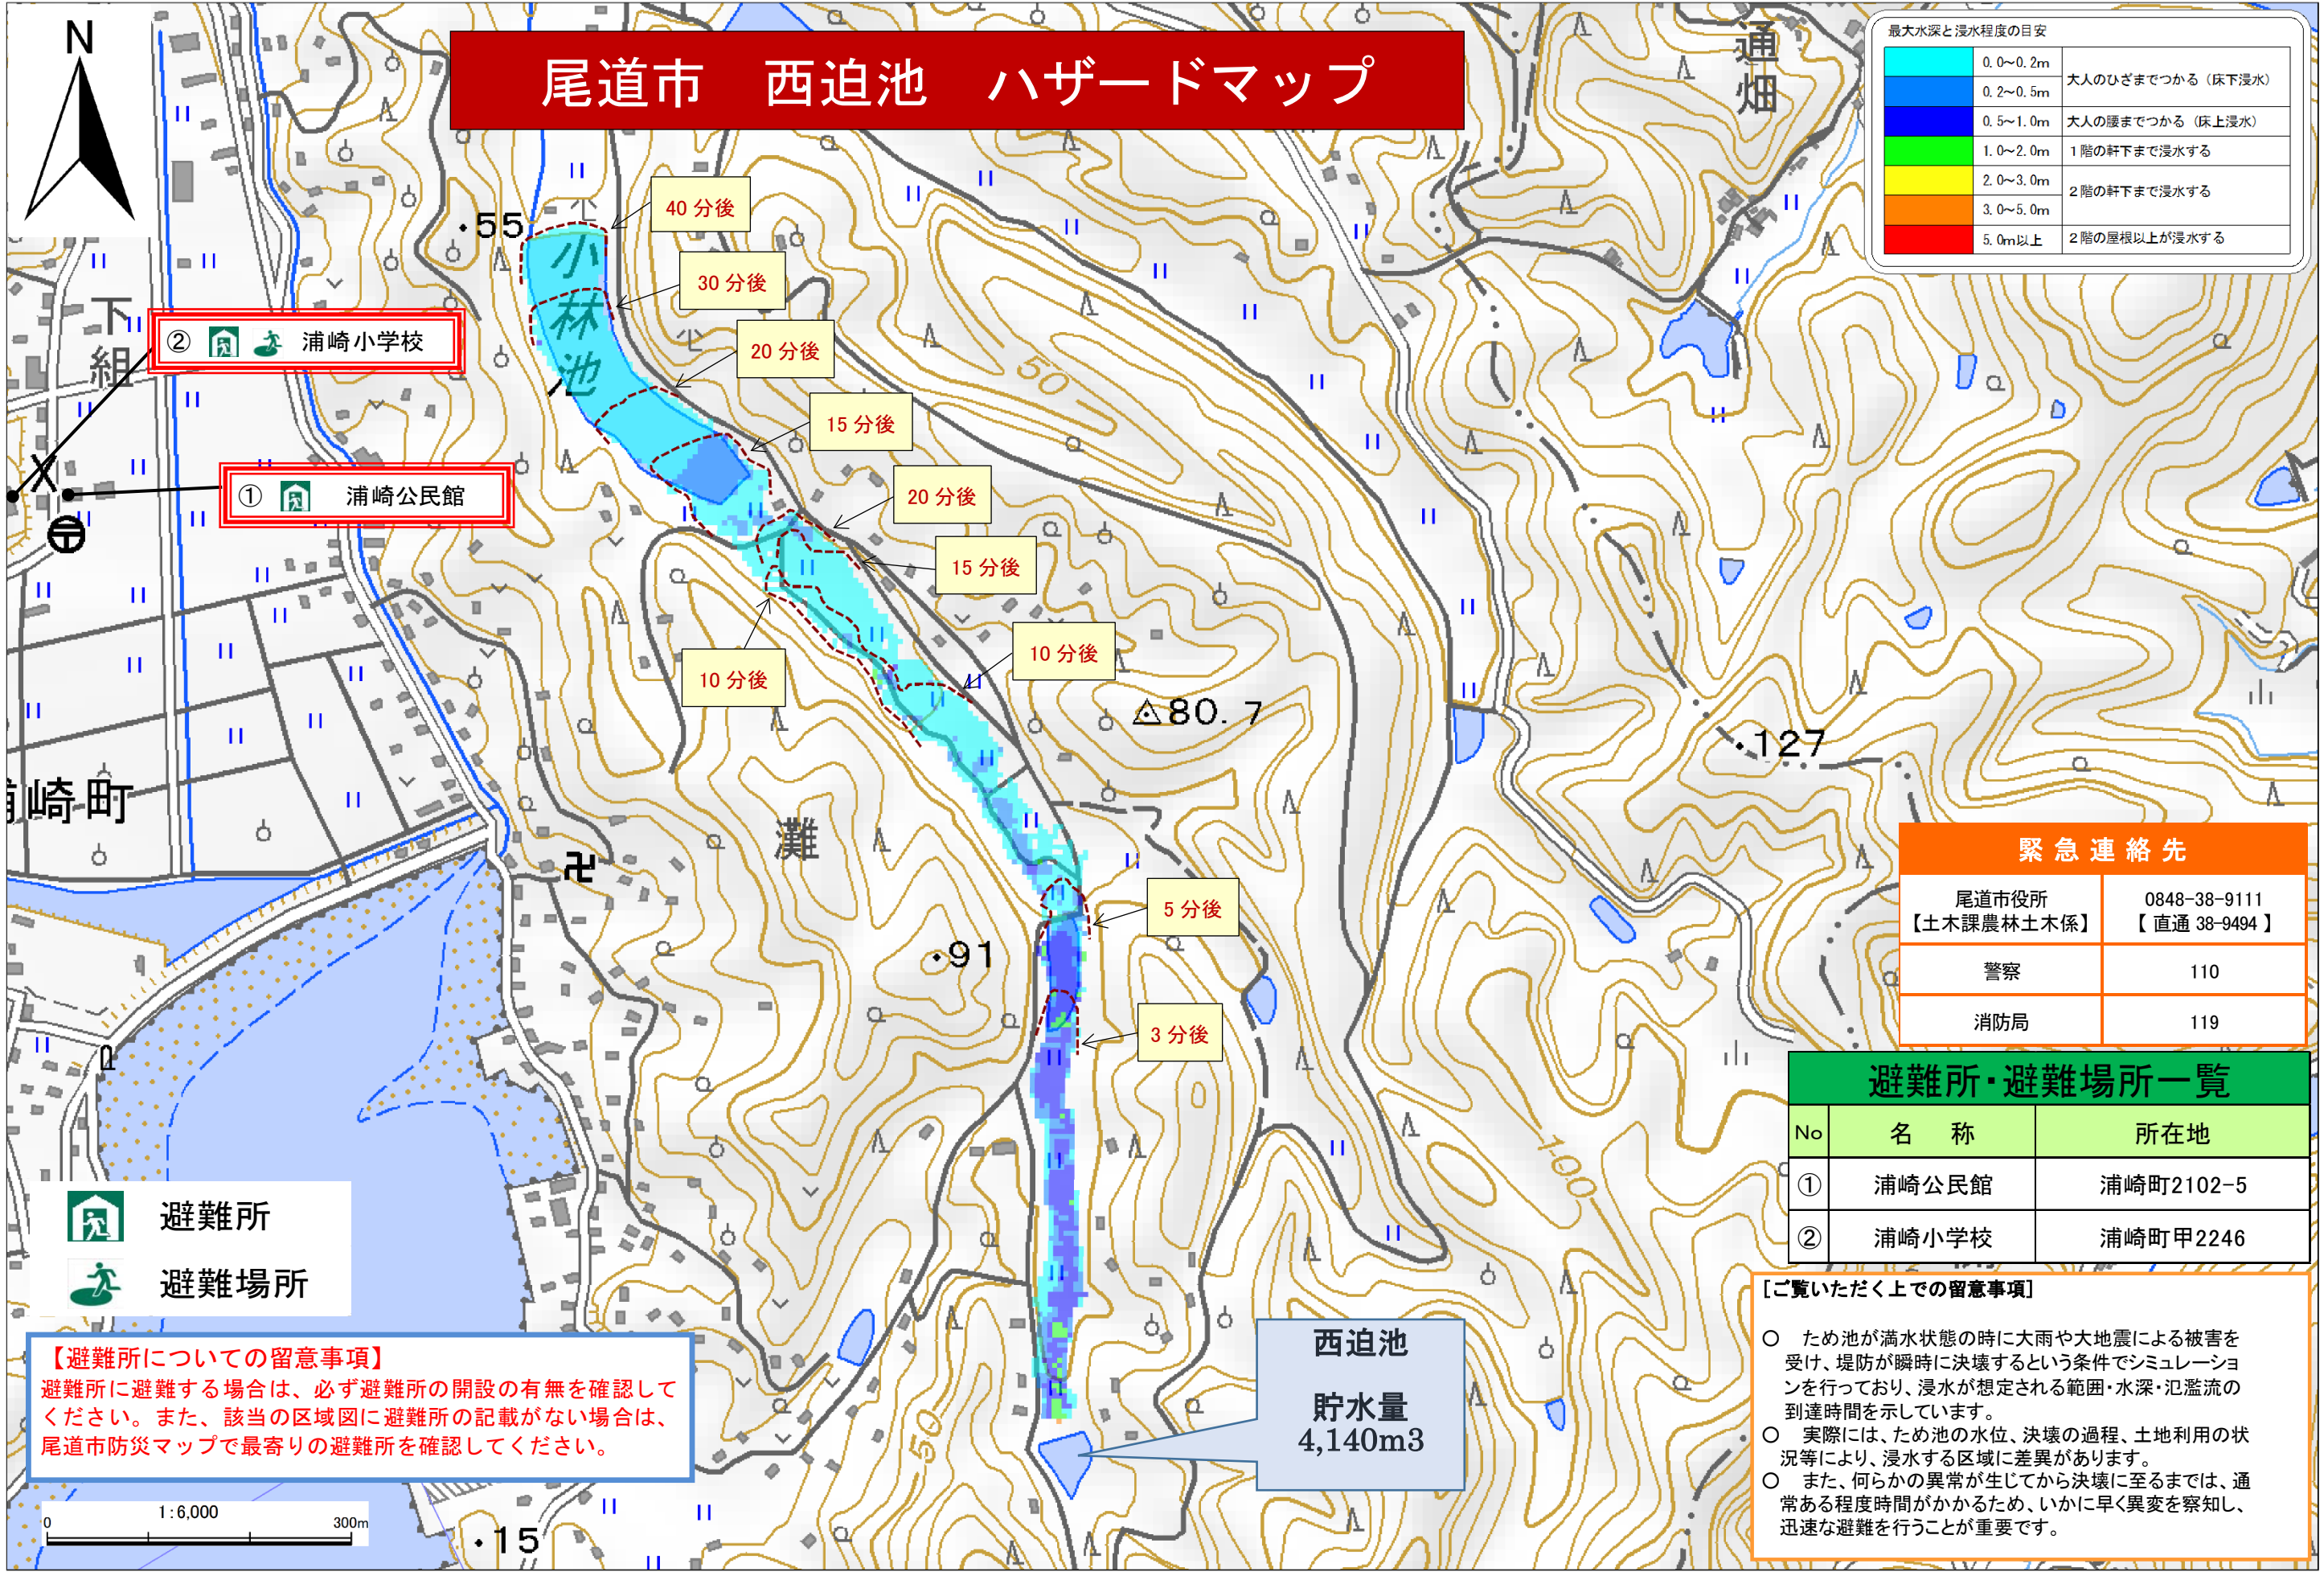 N
尾道市　西迫池　ハザードマップ
最大水深と浸水程度の目安
0.0～0.2m
大人のひざまでつかる（床下浸水）
0.2～0.5m
0.5～1.0m 大人の腰までつかる（床上浸水）
1.0～2.0m １階の軒下まで浸水する
2.0～3.0m
２階の軒下まで浸水する
3.0～5.0m
5.0m以上 ２階の屋根以上が浸水する
通畑
40 分後
・55
小林池
30 分後
下組
② 浦崎小学校
20 分後
50
15 分後
① 浦崎公民館
20 分後
15 分後
10 分後
10 分後
80.7
・127
崎町
灘
5 分後
・91
3 分後
100
50
・15
緊急連絡先
尾道市役所
【土木課農林土木係】
0848-38-9111
【 直通 38-9494 】
警察 110
消防局 119
避難所・避難場所一覧
No 名　称 所在地
① 浦崎公民館 浦崎町2102-5
② 浦崎小学校 浦崎町甲2246
避難所
避難場所
【避難所についての留意事項】
避難所に避難する場合は、必ず避難所の開設の有無を確認して
ください。また、該当の区域図に避難所の記載がない場合は、
尾道市防災マップで最寄りの避難所を確認してください。
西迫池
貯水量
4,140m3
[ご覧いただく上での留意事項]
○　ため池が満水状態の時に大雨や大地震による被害を
受け、堤防が瞬時に決壊するという条件でシミュレーショ
ンを行っており、浸水が想定される範囲・水深・氾濫流の
到達時間を示しています。
○　実際には、ため池の水位、決壊の過程、土地利用の状
況等により、浸水する区域に差異があります。
○　また、何らかの異常が生じてから決壊に至るまでは、通
常ある程度時間がかかるため、いかに早く異変を察知し、
迅速な避難を行うことが重要です。
1:6,000
0 300m